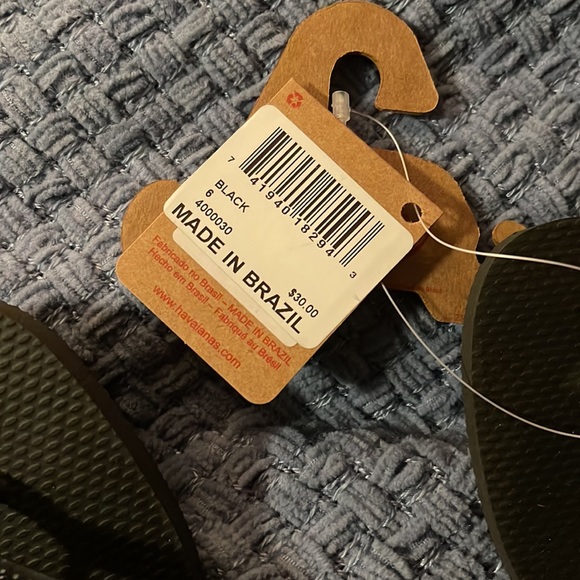 7 41940 18294 3
BLACK
6
4000030
$30.00
MADE IN BRAZIL
Fabricado no Brasil – MADE IN BRAZIL
Hecho en Brasil – Fabriqué au Brésil
www.havaianas.com